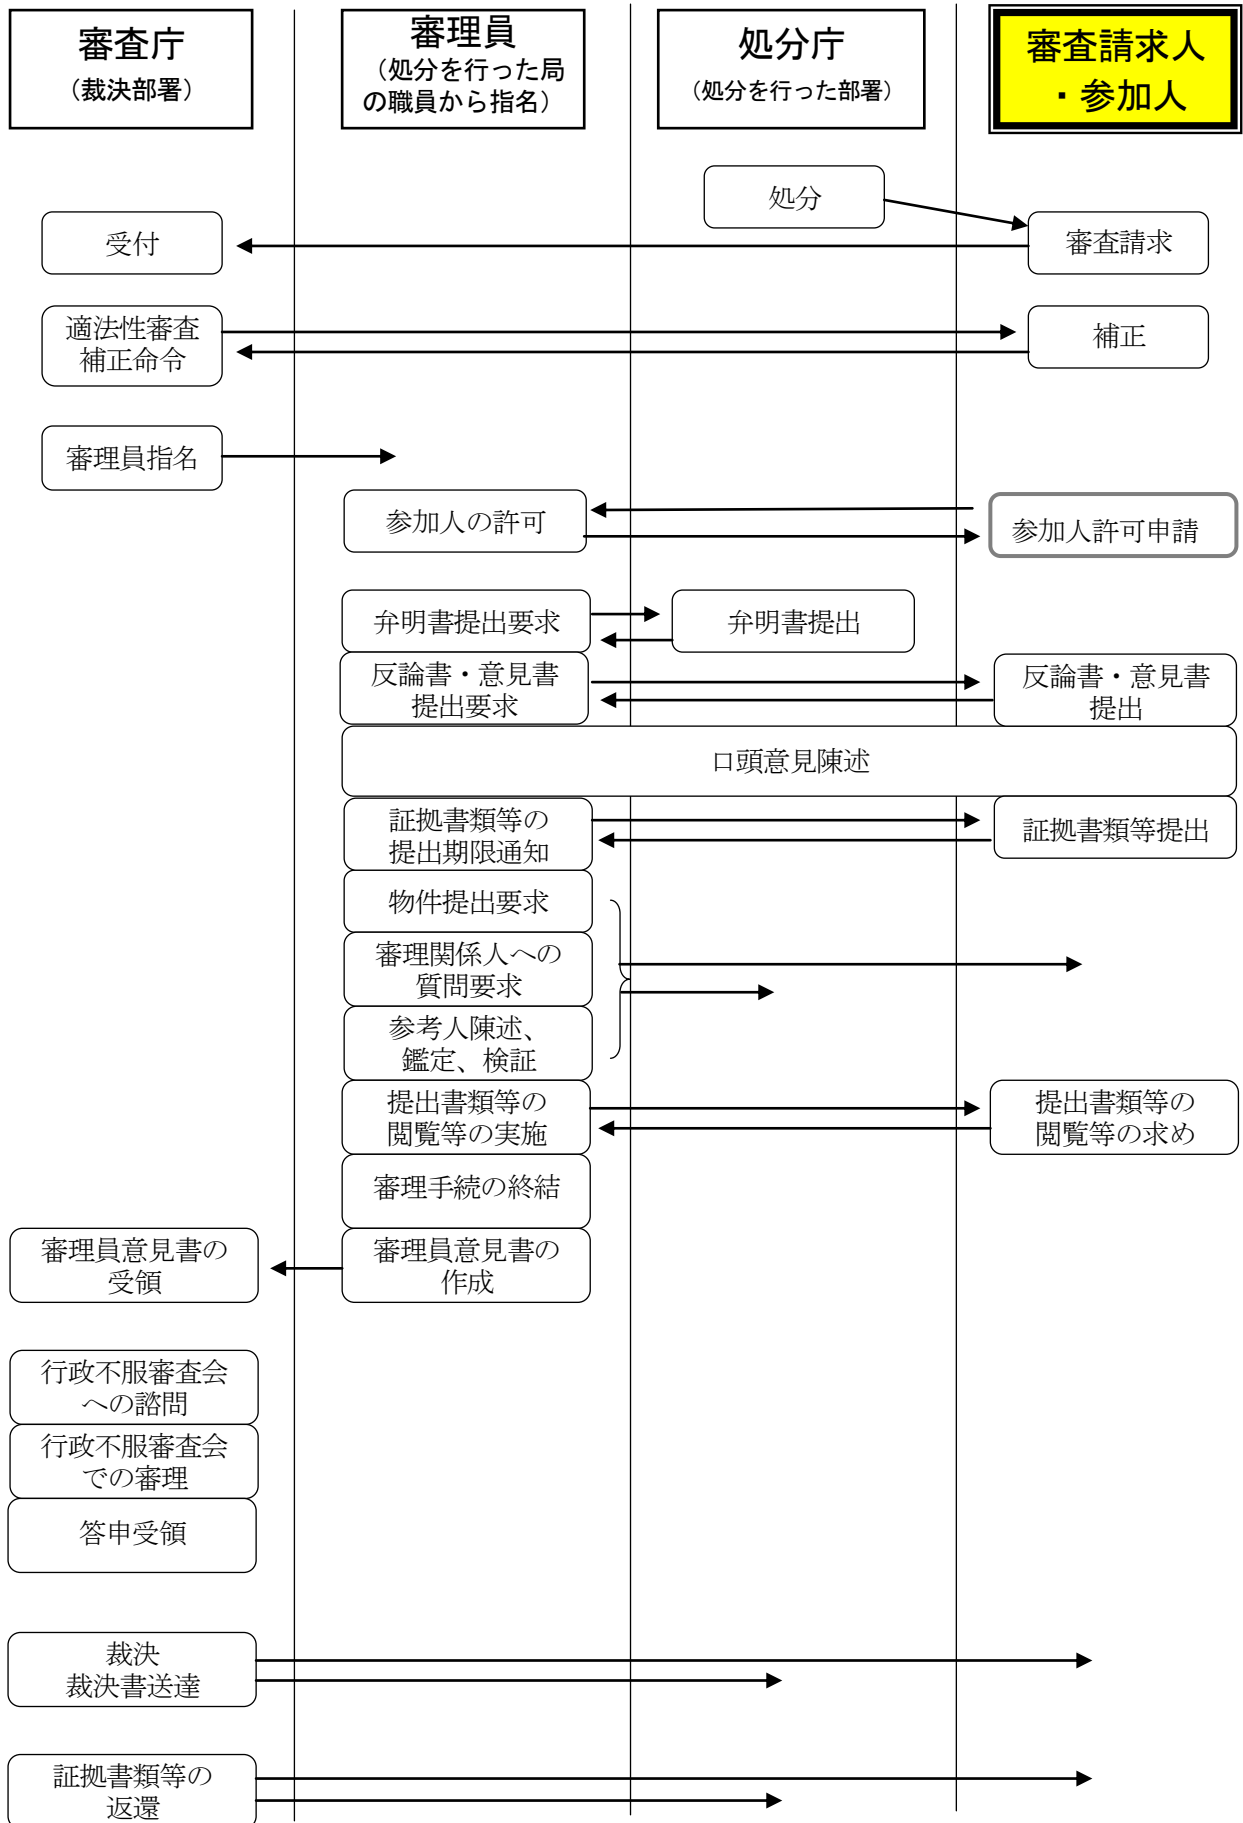 審査庁
（裁決部署）
審理員
（処分を行った局
の職員から指名）
処分庁
（処分を行った部署）
審査請求人
・参加人
処分
受付
審査請求
適法性審査
補正命令
補正
審理員指名
参加人の許可
参加人許可申請
弁明書提出要求
弁明書提出
反論書・意見書
提出要求
反論書・意見書
提出
口頭意見陳述
証拠書類等の
提出期限通知
証拠書類等提出
物件提出要求
審理関係人への
質問要求
参考人陳述、
鑑定、検証
提出書類等の
閲覧等の実施
提出書類等の
閲覧等の求め
審理手続の終結
審理員意見書の
受領
審理員意見書の
作成
行政不服審査会
への諮問
行政不服審査会
での審理
答申受領
裁決
裁決書送達
証拠書類等の
返還